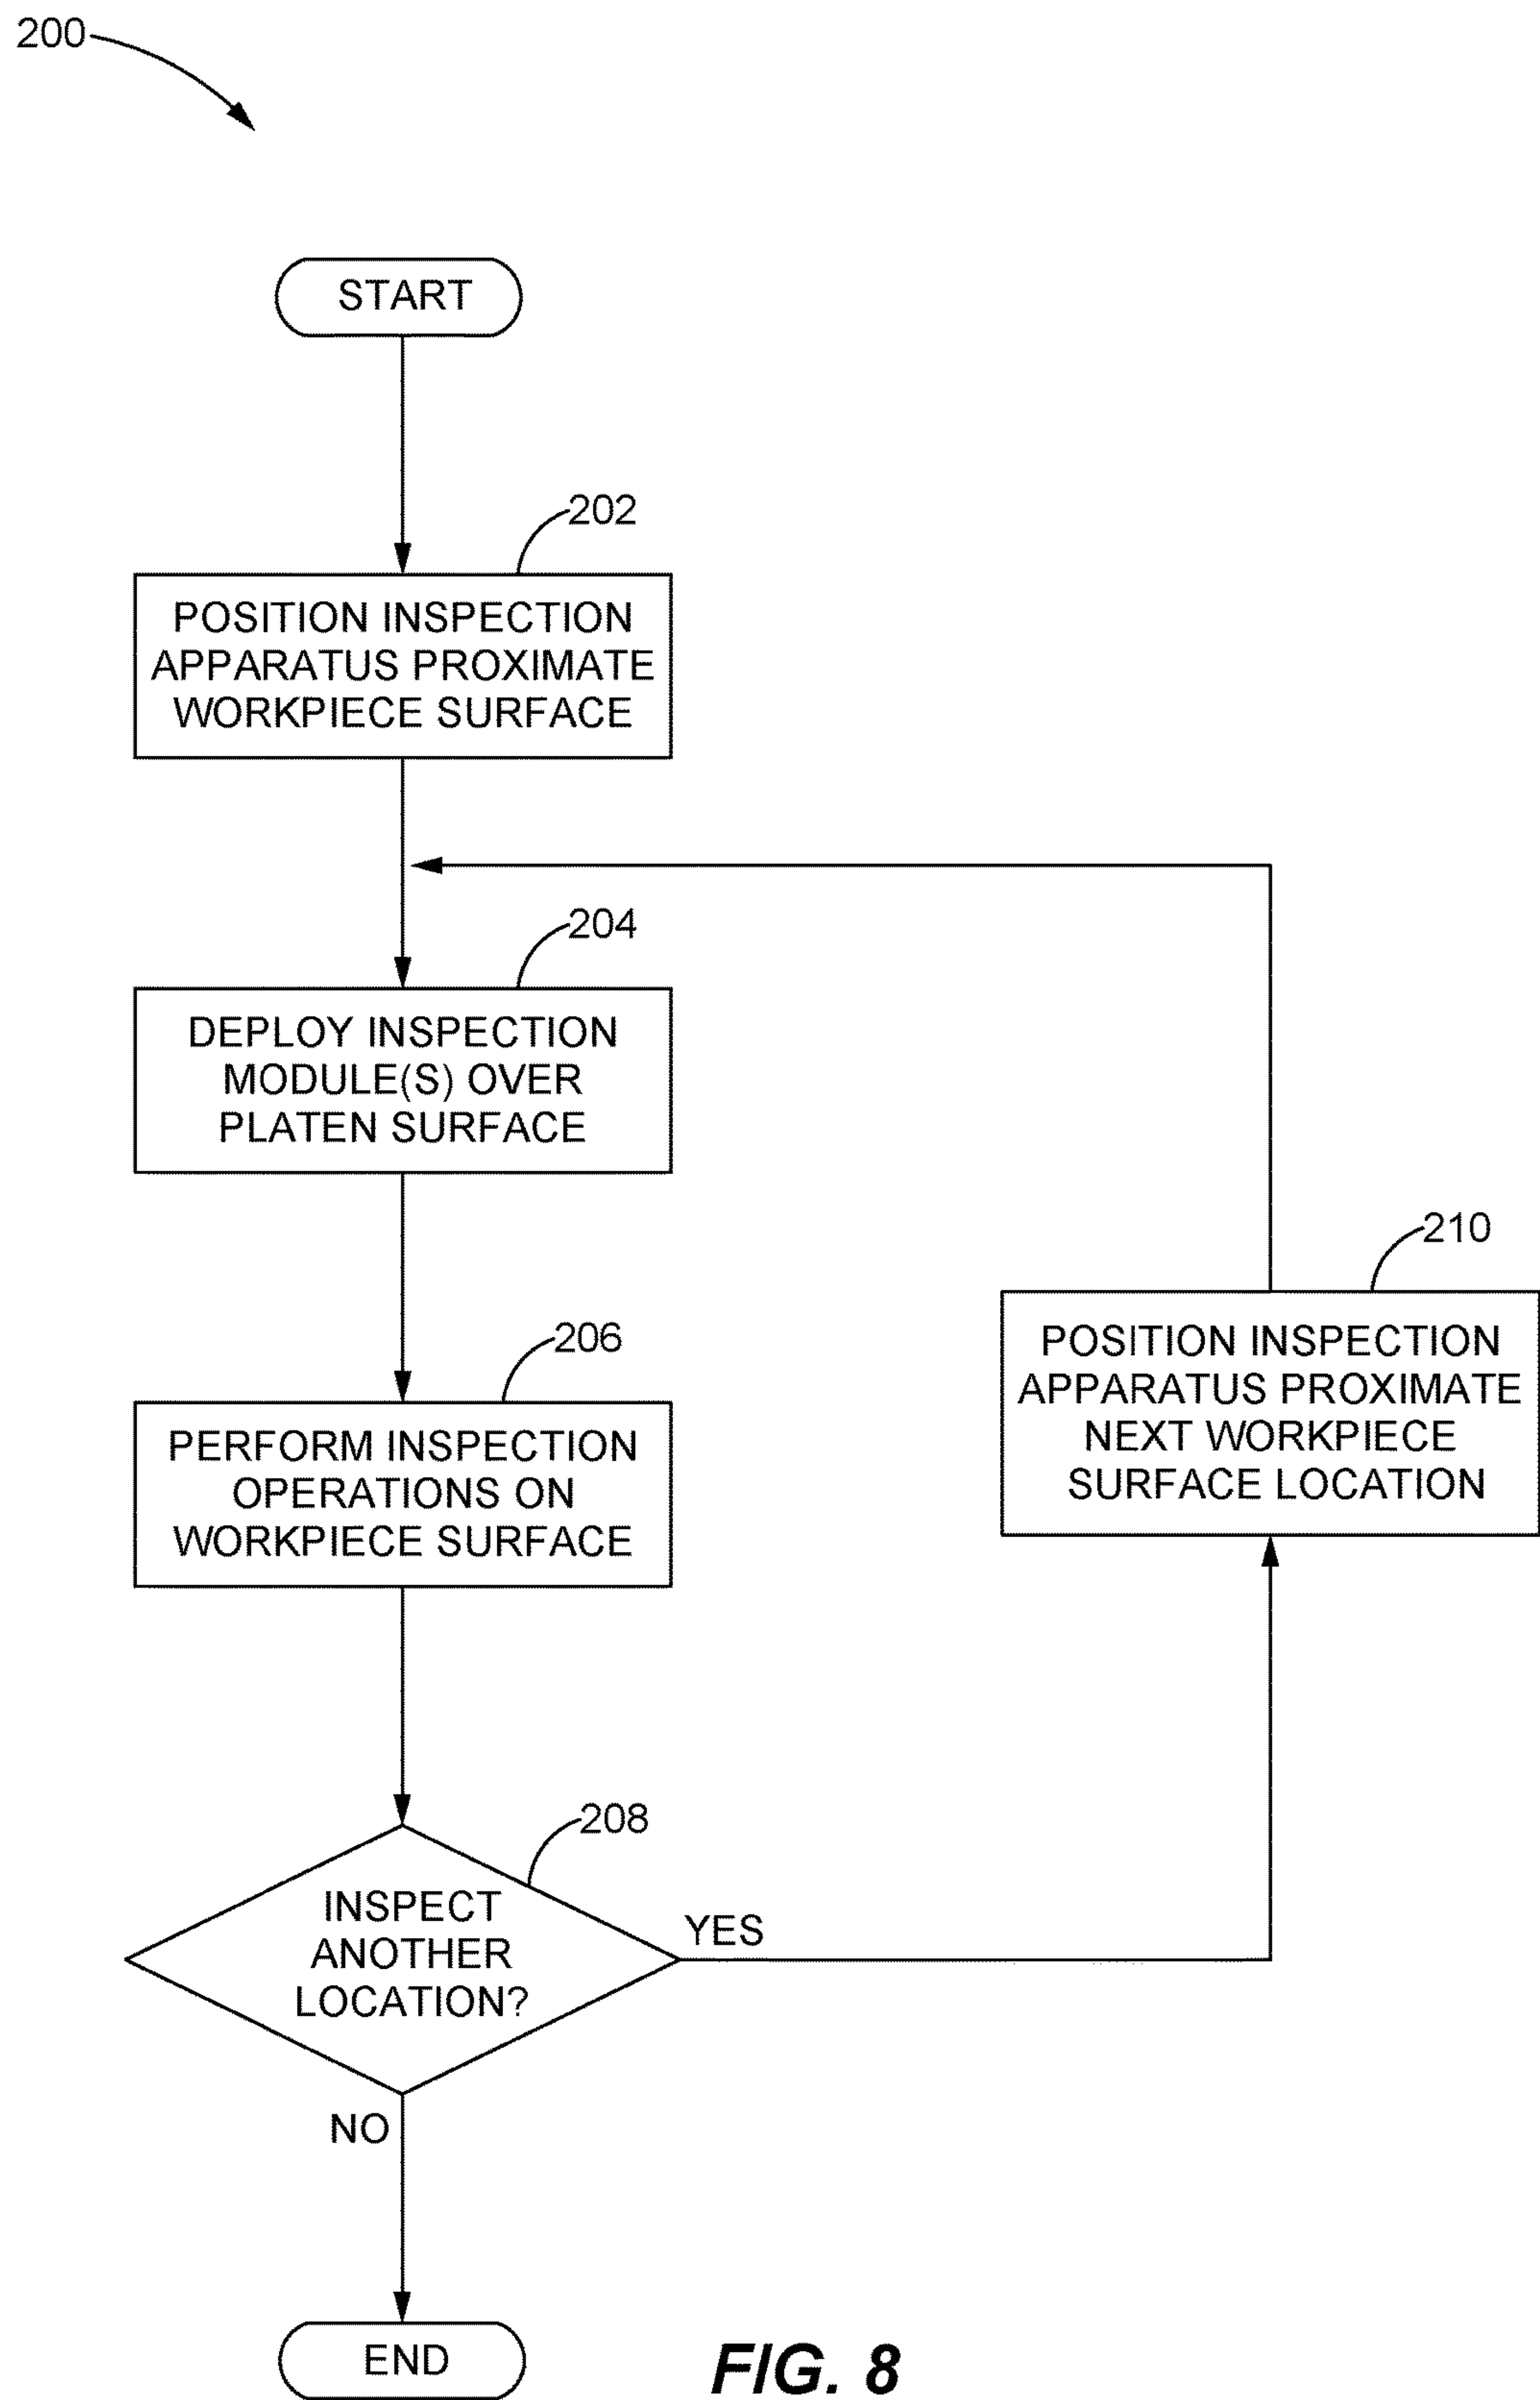 200
START
202
POSITION INSPECTION
APPARATUS PROXIMATE
WORKPIECE SURFACE
204
DEPLOY INSPECTION
MODULE(S) OVER
PLATEN SURFACE
210
POSITION INSPECTION
APPARATUS PROXIMATE
NEXT WORKPIECE
SURFACE LOCATION
206
PERFORM INSPECTION
OPERATIONS ON
WORKPIECE SURFACE
208
INSPECT
ANOTHER
LOCATION?
YES
NO
END
FIG. 8